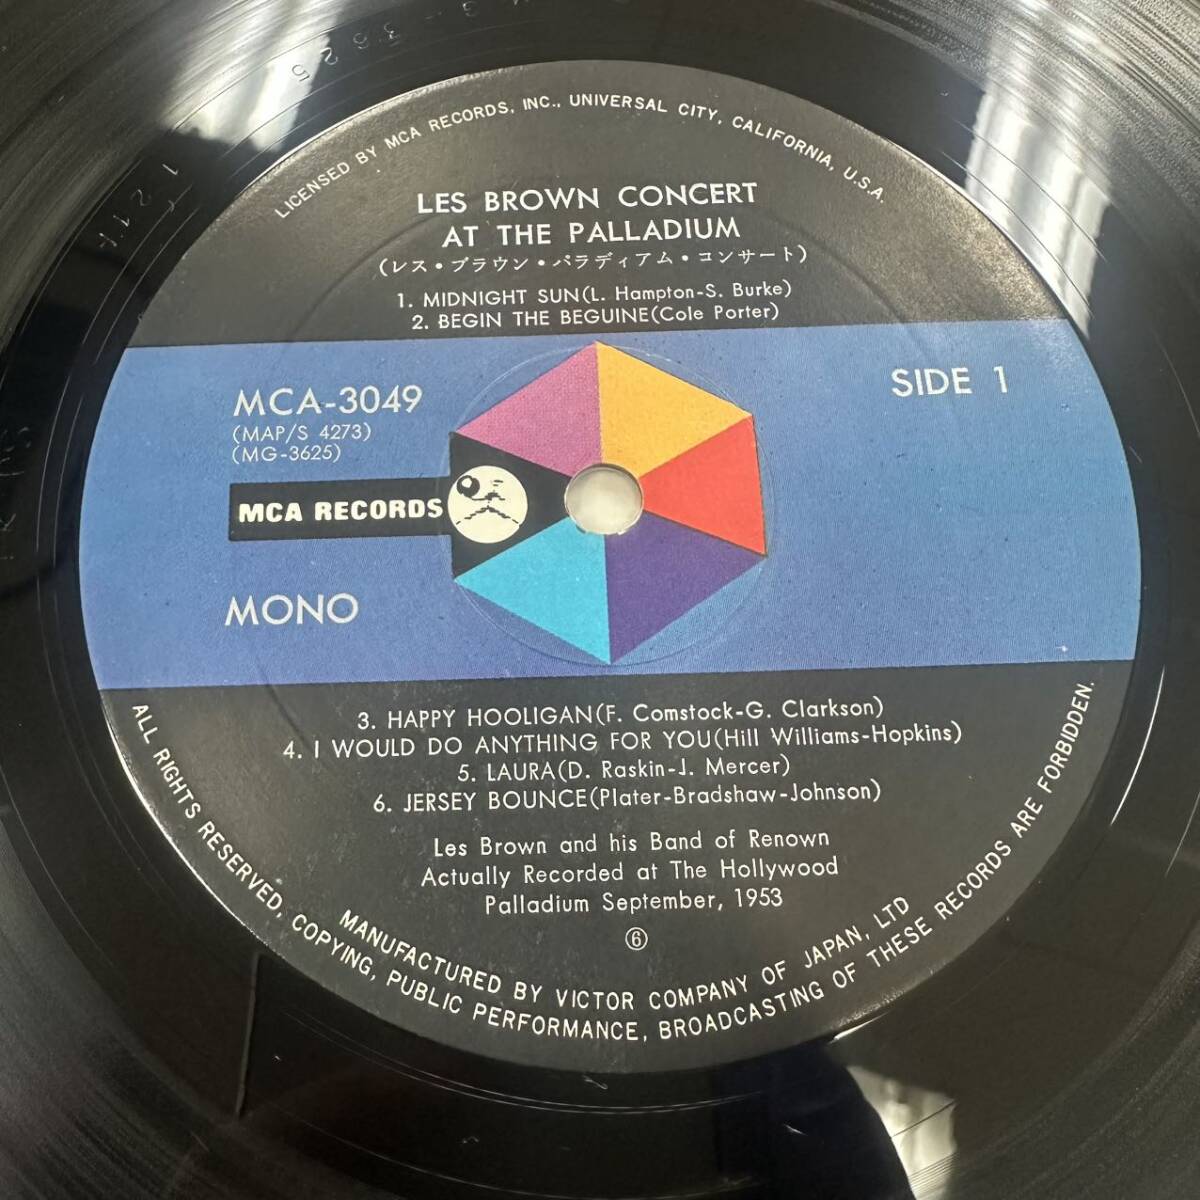 LICENSED BY MCA RECORDS, INC., UNIVERSAL CITY, CALIFORNIA, U.S.A.
LES BROWN CONCERT
AT THE PALLADIUM
(レス・ブラウン・パラディアム・コンサート)
1. MIDNIGHT SUN(L. Hampton-S. Burke)
2. BEGIN THE BEGUINE(Cole Porter)
MCA-3049
(MAP/S 4273)
(MG-3625)
SIDE 1
MCA RECORDS
MONO
3. HAPPY HOOLIGAN(F. Comstock-G. Clarkson)
4. I WOULD DO ANYTHING FOR YOU(Hill Williams-Hopkins)
5. LAURA(D. Raskin-J. Mercer)
6. JERSEY BOUNCE(Plater-Bradshaw-Johnson)
Les Brown and his Band of Renown
Actually Recorded at The Hollywood
Palladium September, 1953
⑥
MANUFACTURED BY VICTOR COMPANY OF JAPAN, LTD
ALL RIGHTS RESERVED, COPYING, PUBLIC PERFORMANCE, BROADCASTING OF THESE RECORDS ARE FORBIDDEN.